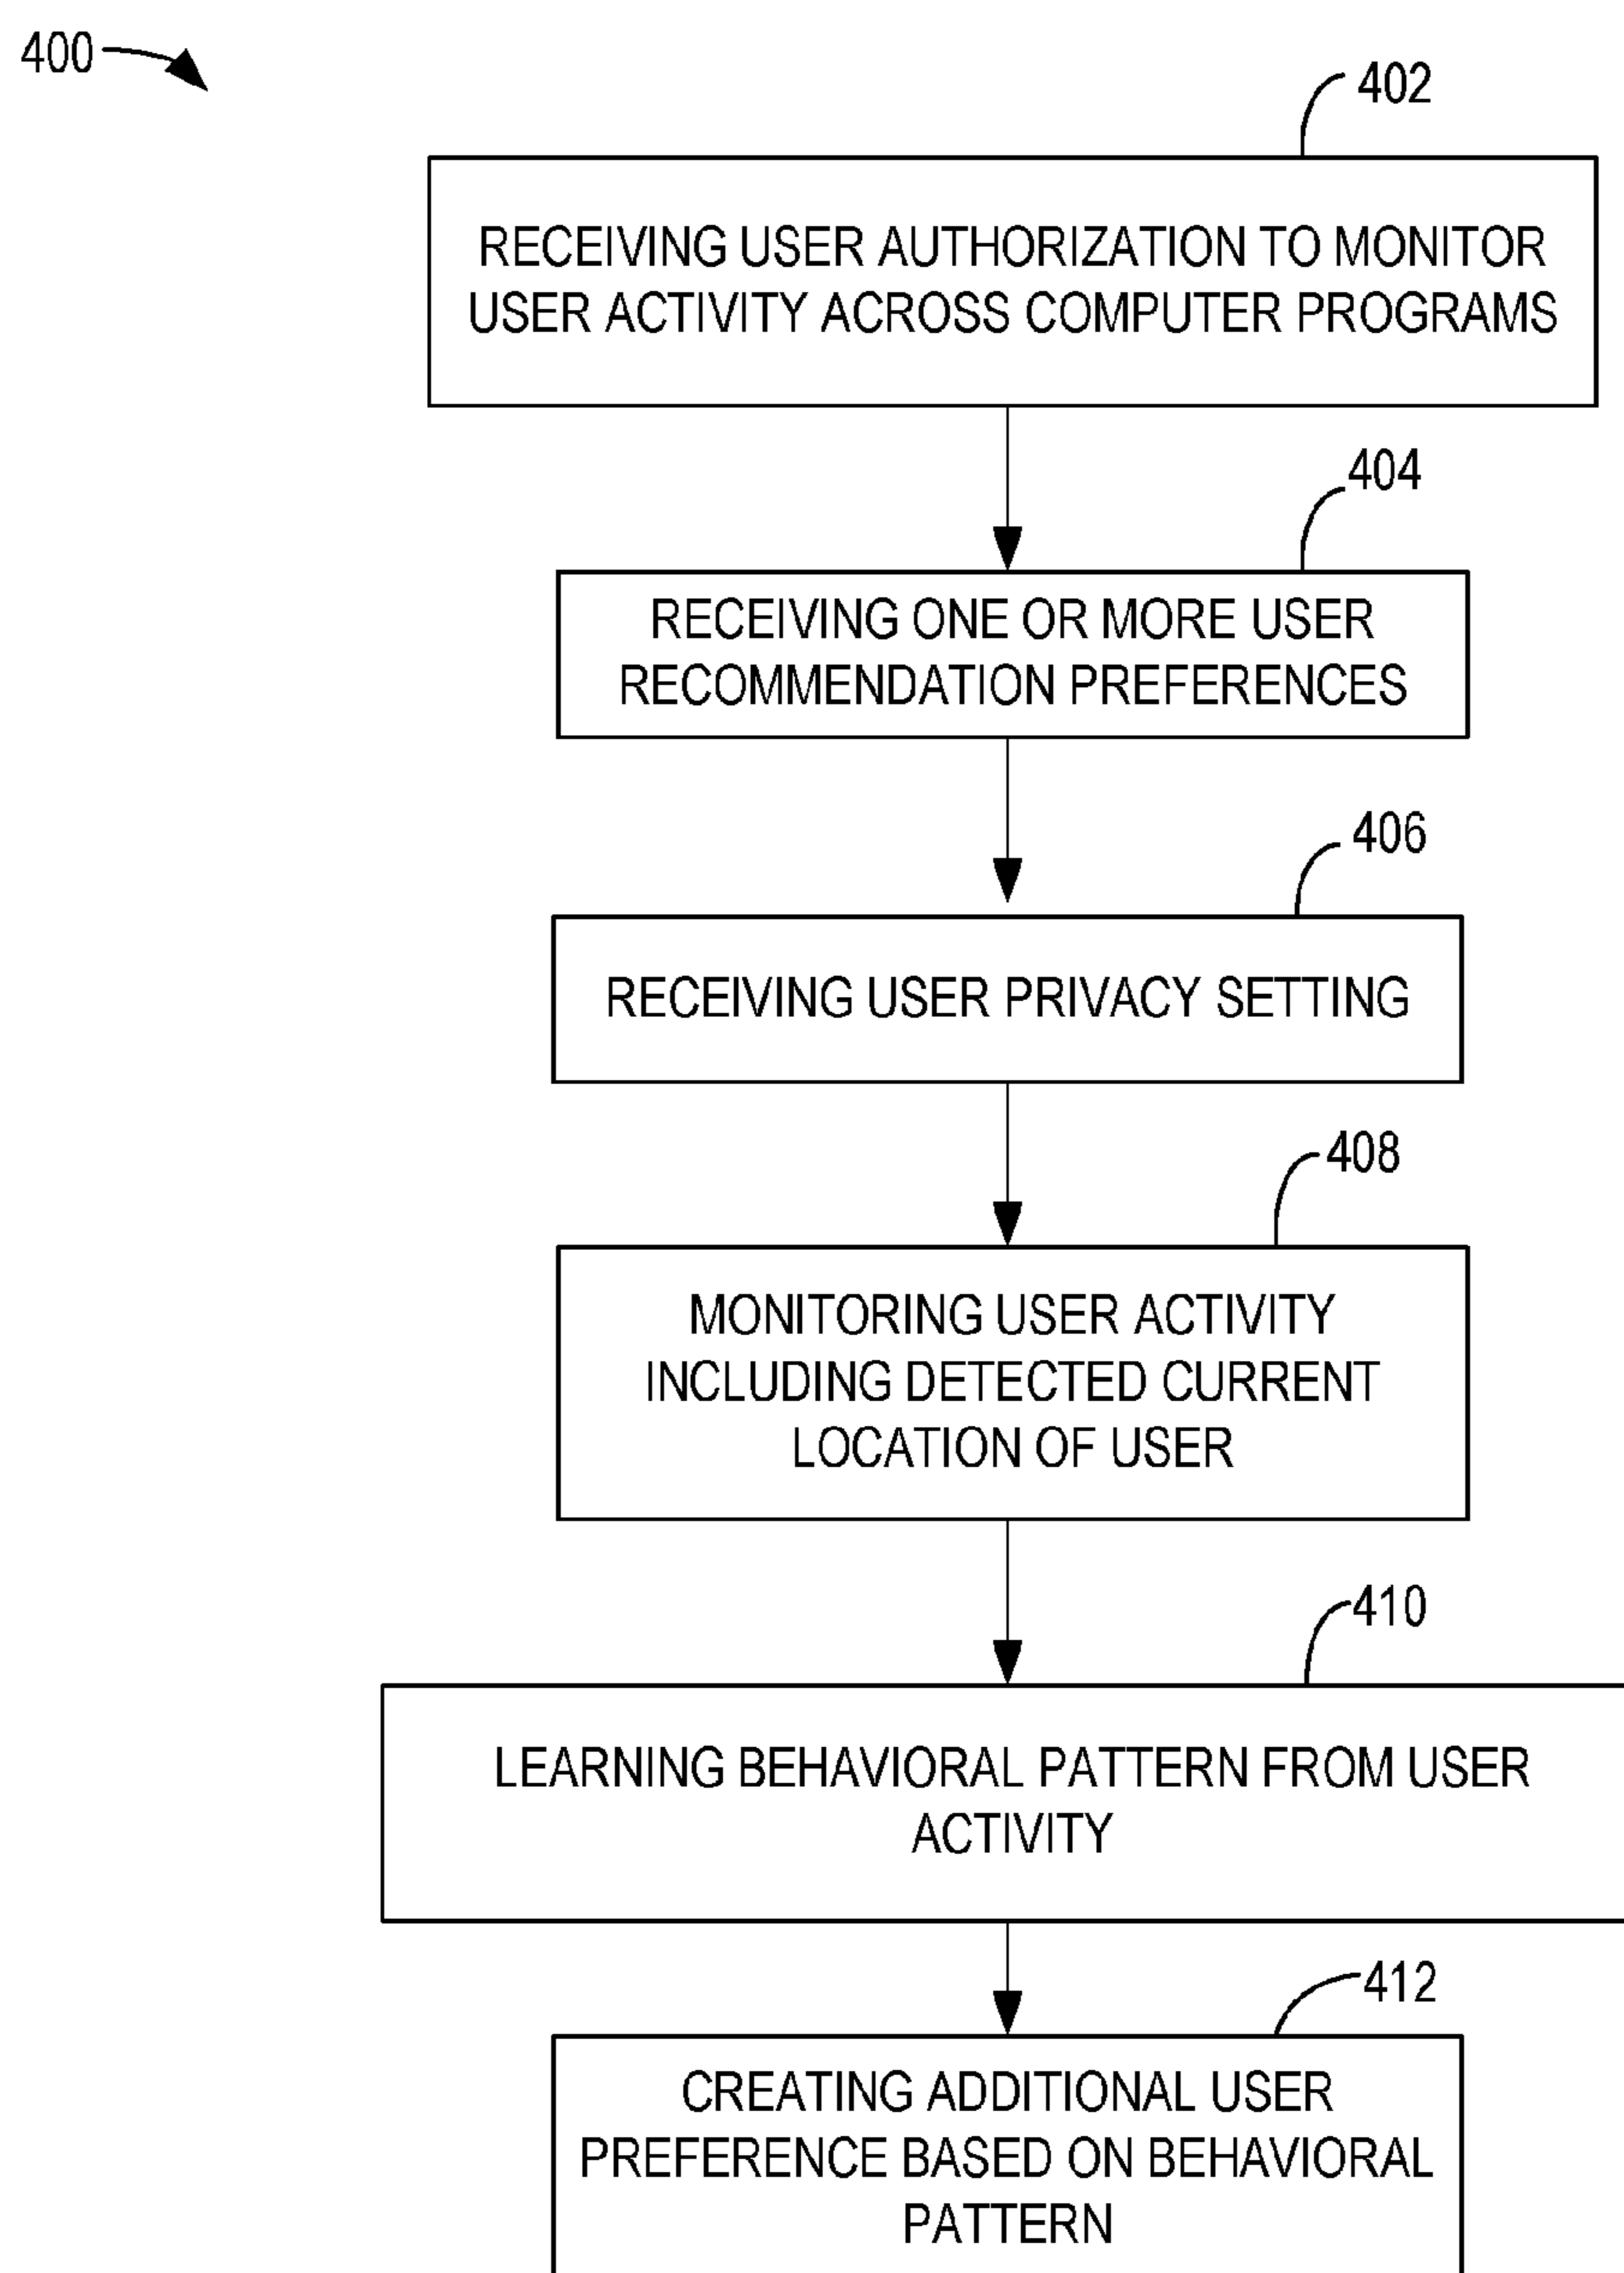 400
402
RECEIVING USER AUTHORIZATION TO MONITOR
USER ACTIVITY ACROSS COMPUTER PROGRAMS
404
RECEIVING ONE OR MORE USER
RECOMMENDATION PREFERENCES
406
RECEIVING USER PRIVACY SETTING
408
MONITORING USER ACTIVITY
INCLUDING DETECTED CURRENT
LOCATION OF USER
410
LEARNING BEHAVIORAL PATTERN FROM USER
ACTIVITY
412
CREATING ADDITIONAL USER
PREFERENCE BASED ON BEHAVIORAL
PATTERN